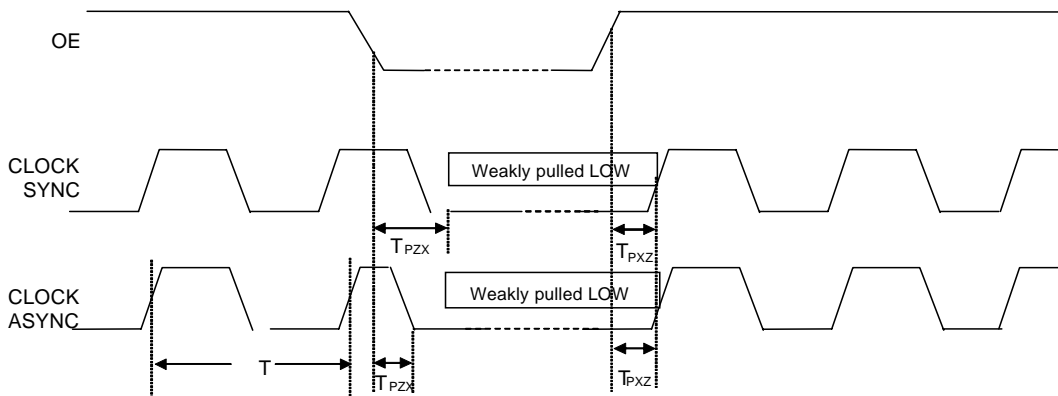 OE
CLOCK
SYNC
Weakly pulled LOW
TPZX
TPXZ
CLOCK
ASYNC
Weakly pulled LOW
T
TPZX
TPXZ